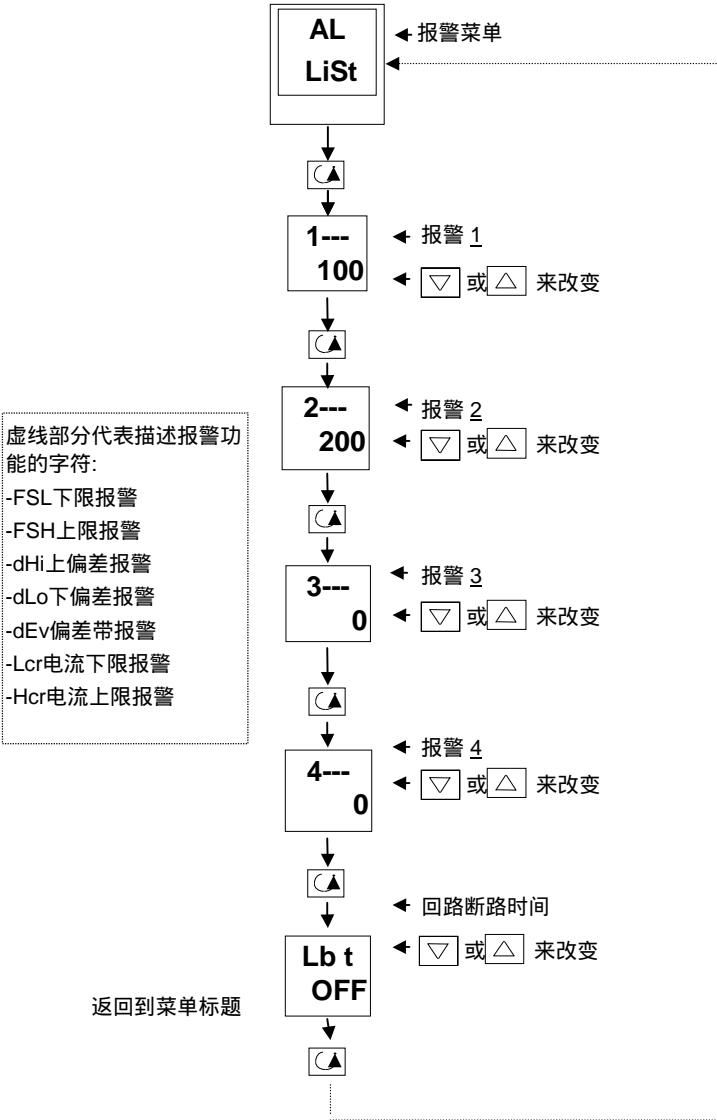 AL
LiSt
报警菜单
1---
100
报警 1
或 来改变
2---
200
报警 2
或 来改变
虚线部分代表描述报警功
能的字符:
-FSL下限报警
-FSH上限报警
-dHi上偏差报警
-dLo下偏差报警
-dEv偏差带报警
-Lcr电流下限报警
-Hcr电流上限报警
3---
0
报警 3
或 来改变
4---
0
报警 4
或 来改变
回路断路时间
Lb t
OFF
或 来改变
返回到菜单标题